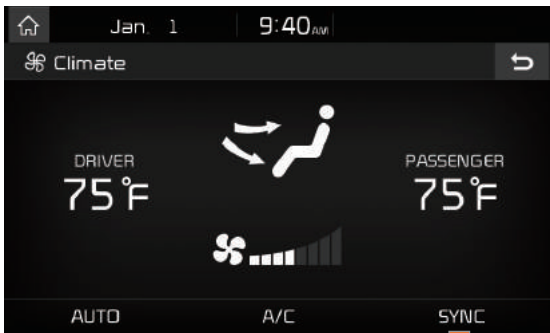 Jan. 1 9:40AM
Climate
DRIVER PASSENGER
75°F 75°F
AUTO A/C SYNC